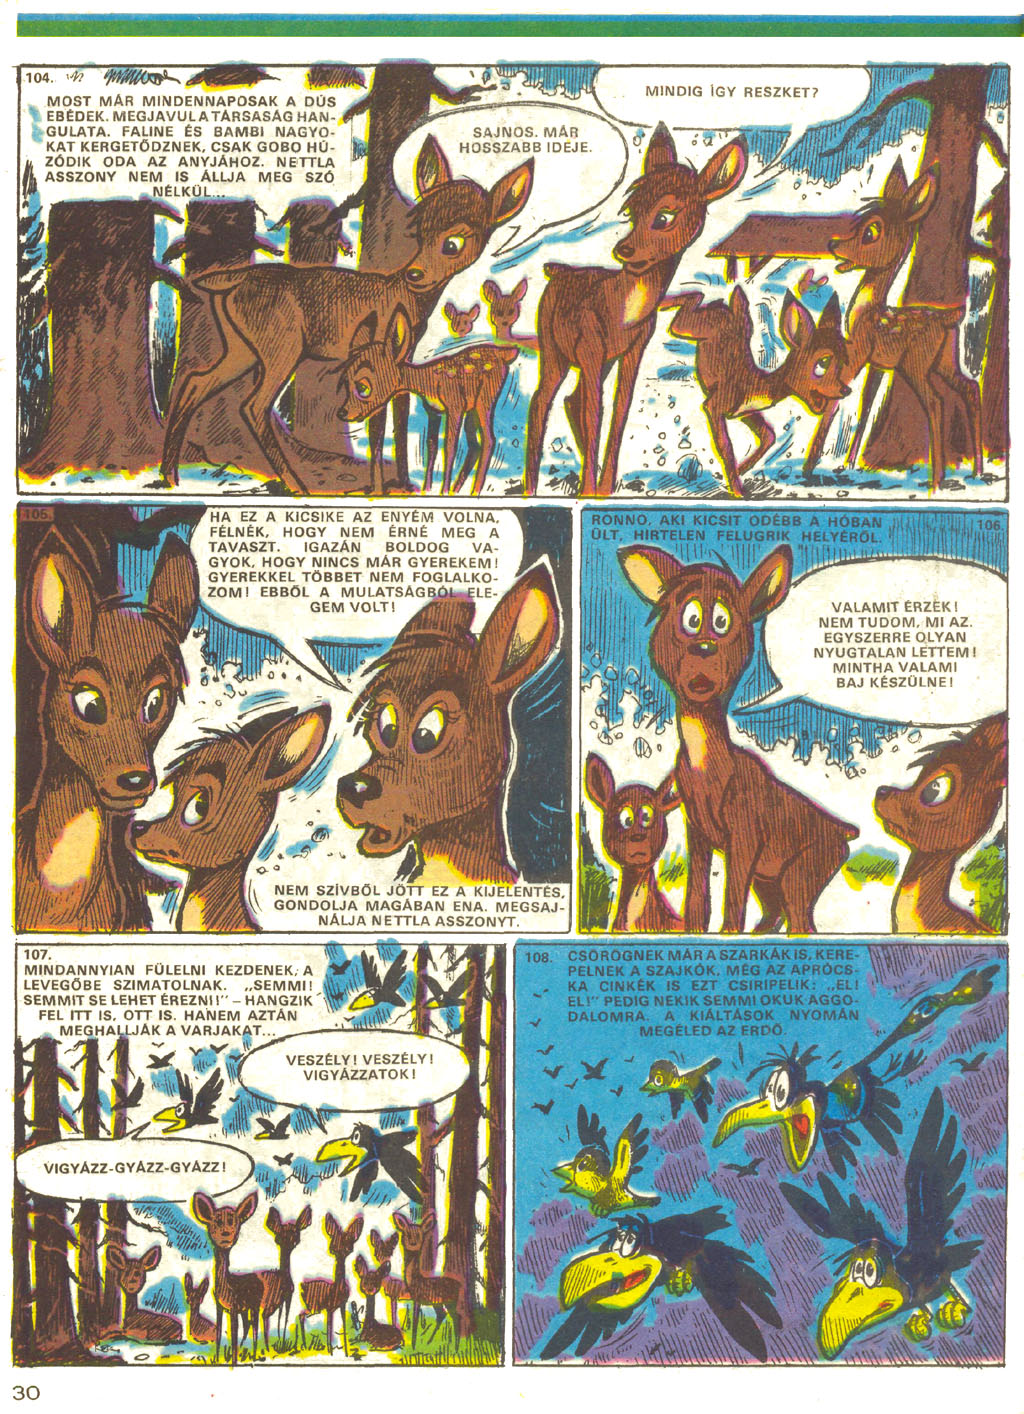 104.
MOST MÁR MINDENNAPOSAK A DÚS
EBÉDEK. MEGJAVUL A TÁRSASÁG HAN-
GULATA. FALINE ÉS BAMBI NAGYO-
KAT KERGETŐDZNEK, CSAK GOBO HÚ-
ZÓDIK ODA AZ ANYJÁHOZ. NETTLA
ASSZONY NEM IS ÁLLJA MEG SZÓ
NÉLKÜL...
MINDIG ÍGY RESZKET?
SAJNOS. MÁR
HOSSZABB IDEJE.
105.
HA EZ A KICSIKE AZ ENYÉM VOLNA,
FÉLNÉK, HOGY NEM ÉRNÉ MEG A
TAVASZT. IGAZÁN BOLDOG VA-
GYOK, HOGY NINCS MÁR GYEREKEM!
GYEREKKEL TÖBBET NEM FOGLALKO-
ZOM! EBBŐL A MULATSÁGBÓL ELE-
GEM VOLT!
NEM SZÍVBŐL JÖTT EZ A KIJELENTÉS,
GONDOLJA MAGÁBAN ENA. MEGSAJ-
NÁLJA NETTLA ASSZONYT.
RONNO, AKI KICSIT ODÉBB A HÓBAN
ÜLT, HIRTELEN FELUGRIK HELYÉRŐL.
106.
VALAMIT ÉRZEK!
NEM TUDOM, MI AZ.
EGYSZERRE OLYAN
NYUGTALAN LETTEM!
MINTHA VALAMI
BAJ KÉSZÜLNE!
107.
MINDANNYIAN FÜLELNI KEZDENEK, A
LEVEGŐBE SZIMATOLNAK. „SEMMI!
SEMMIT SE LEHET ÉREZNI!" – HANGZIK
FEL ITT IS, OTT IS. HANEM AZTÁN
MEGHALLJÁK A VARJAKAT...
VESZÉLY! VESZÉLY!
VIGYÁZZATOK!
VIGYÁZZ-GYÁZZ-GYÁZZ!
108.
CSÖRÖGNEK MÁR A SZARKÁK IS, KERE-
PELNEK A SZAJKÓK. MÉG AZ APRÓCS-
KA CINKÉK IS EZT CSIRIPELIK: „EL!
EL!" PEDIG NEKIK SEMMI OKUK AGGO-
DALOMRA. A KIÁLTÁSOK NYOMÁN
MEGÉLED AZ ERDŐ.
30